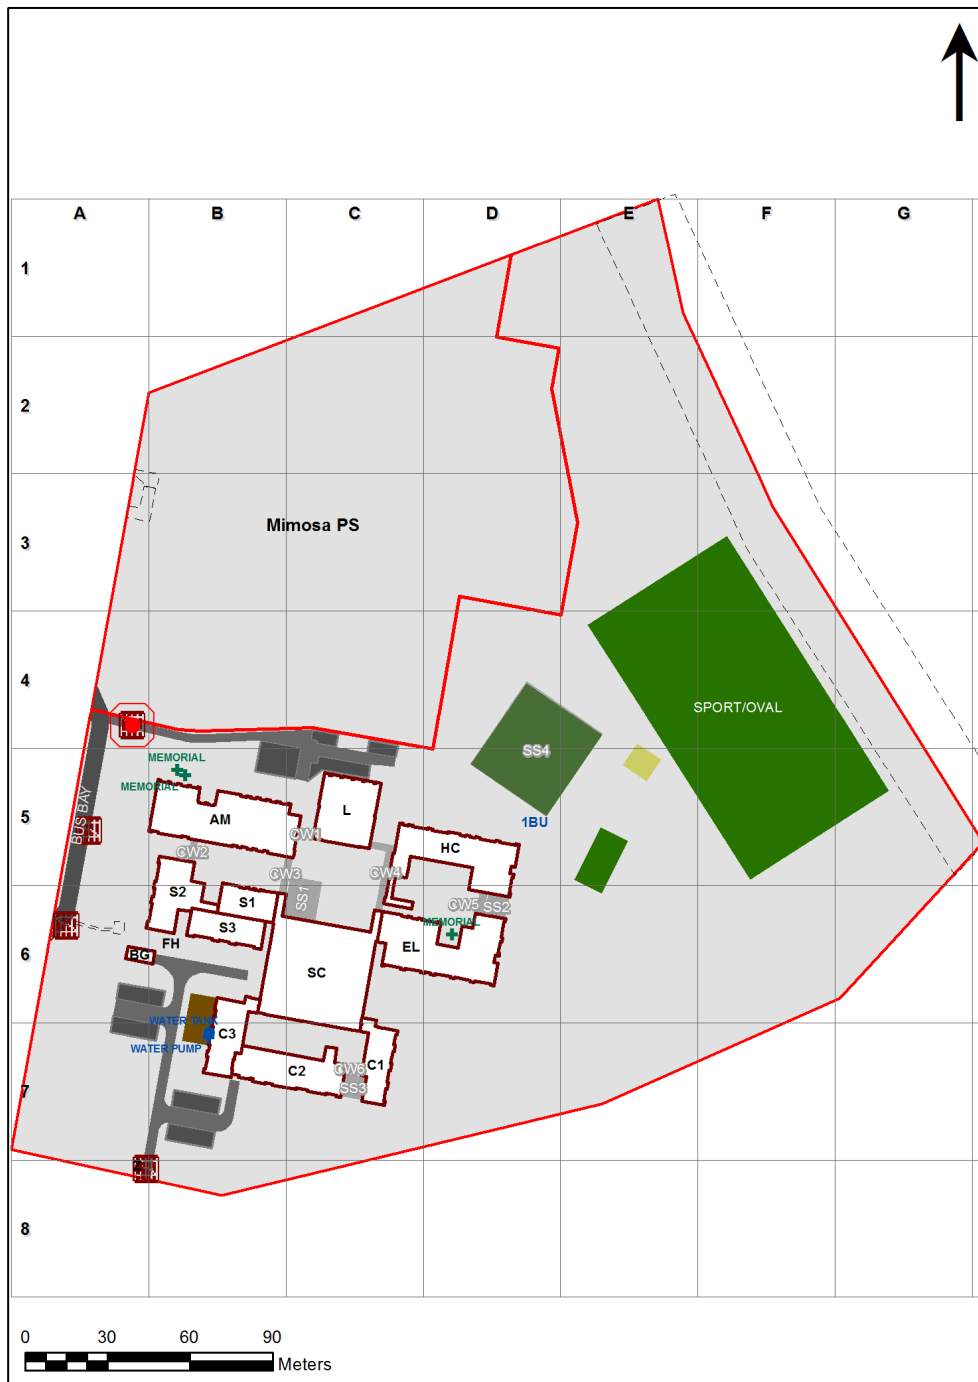 A B C D E F G
1
2
Mimosa PS
3
4
SPORT/OVAL
SS4
MEMORIAL
MEMORIAL
BUS BAY
5
AM
L
1BU
CW1
HC
CW2
CW3
CW4
S2
S1
SS1
CW5
SS2
S3
MEMORIAL
FH
EL
BG
6
SC
WATER TANK
C3
WATER PUMP
C1
C2
CW6
SS3
7
8
0 30 60 90
Meters